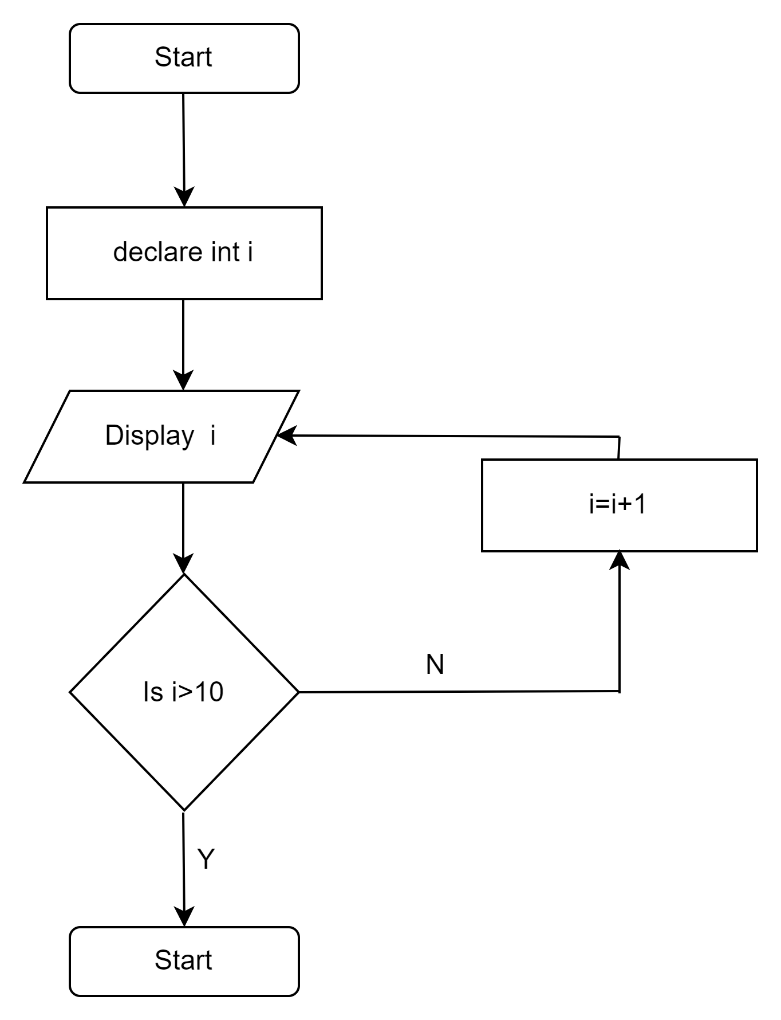 Start
declare int i
Display  i
i=i+1
Is i>10
N
Y
Start